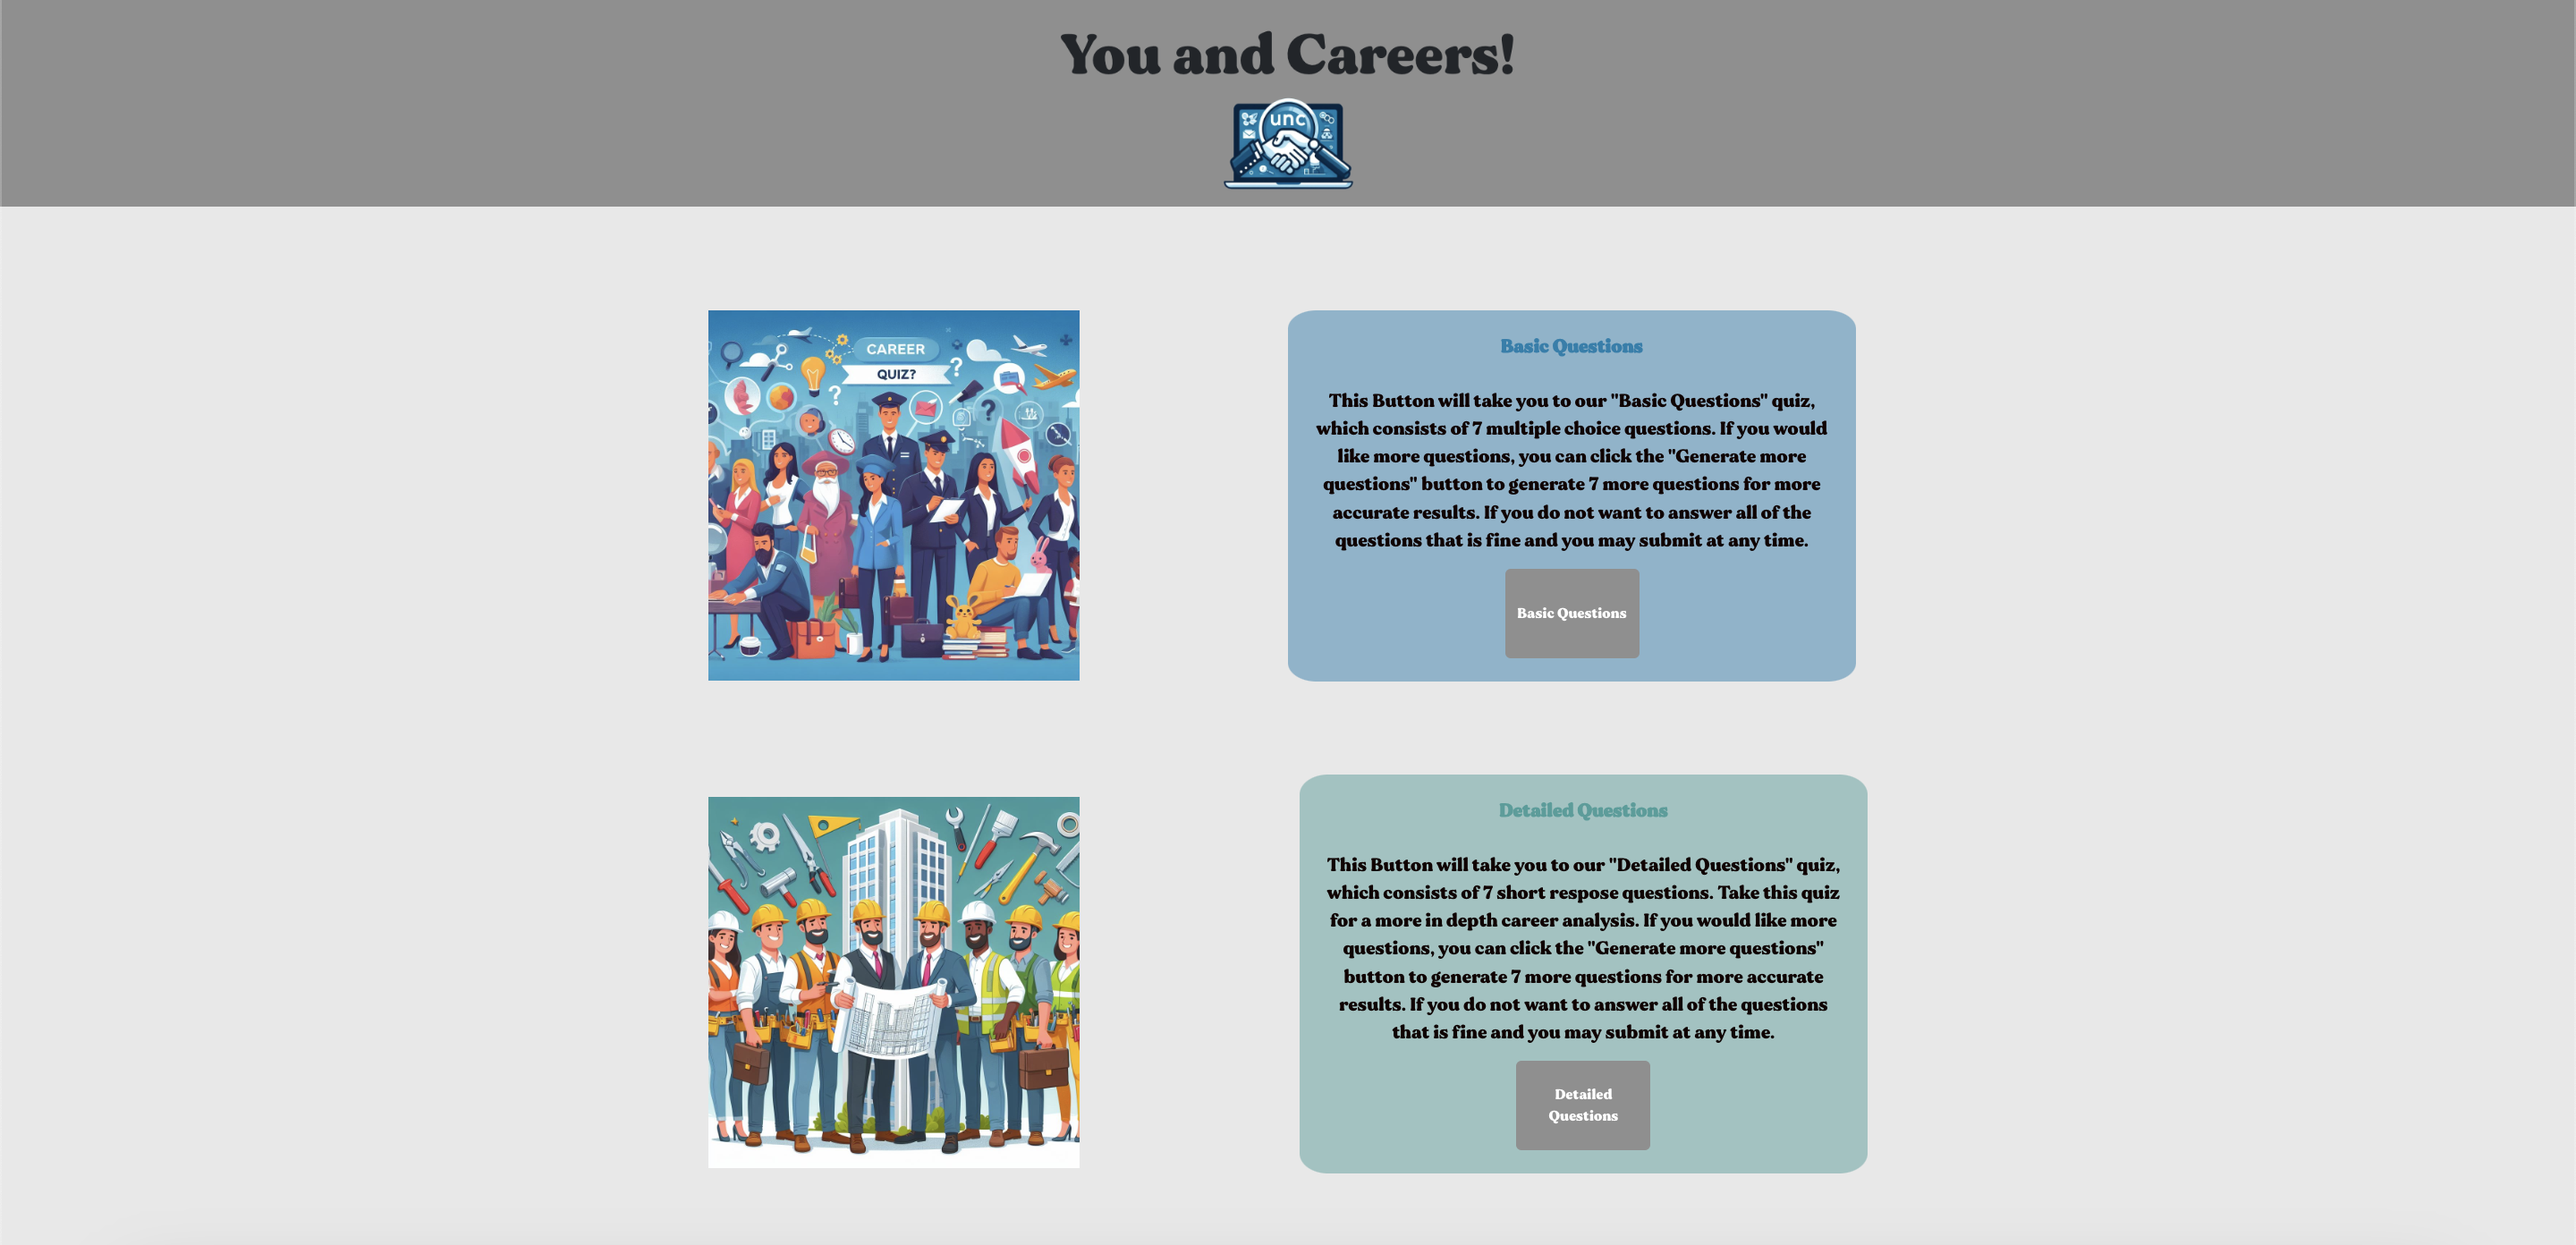 You and Careers!
unc
CAREER
QUIZ?
Basic Questions
This Button will take you to our "Basic Questions" quiz,
which consists of 7 multiple choice questions. If you would
like more questions, you can click the "Generate more
questions" button to generate 7 more questions for more
accurate results. If you do not want to answer all of the
questions that is fine and you may submit at any time.
Basic Questions
Detailed Questions
This Button will take you to our "Detailed Questions" quiz,
which consists of 7 short respose questions. Take this quiz
for a more in depth career analysis. If you would like more
questions, you can click the "Generate more questions"
button to generate 7 more questions for more accurate
results. If you do not want to answer all of the questions
that is fine and you may submit at any time.
Detailed
Questions